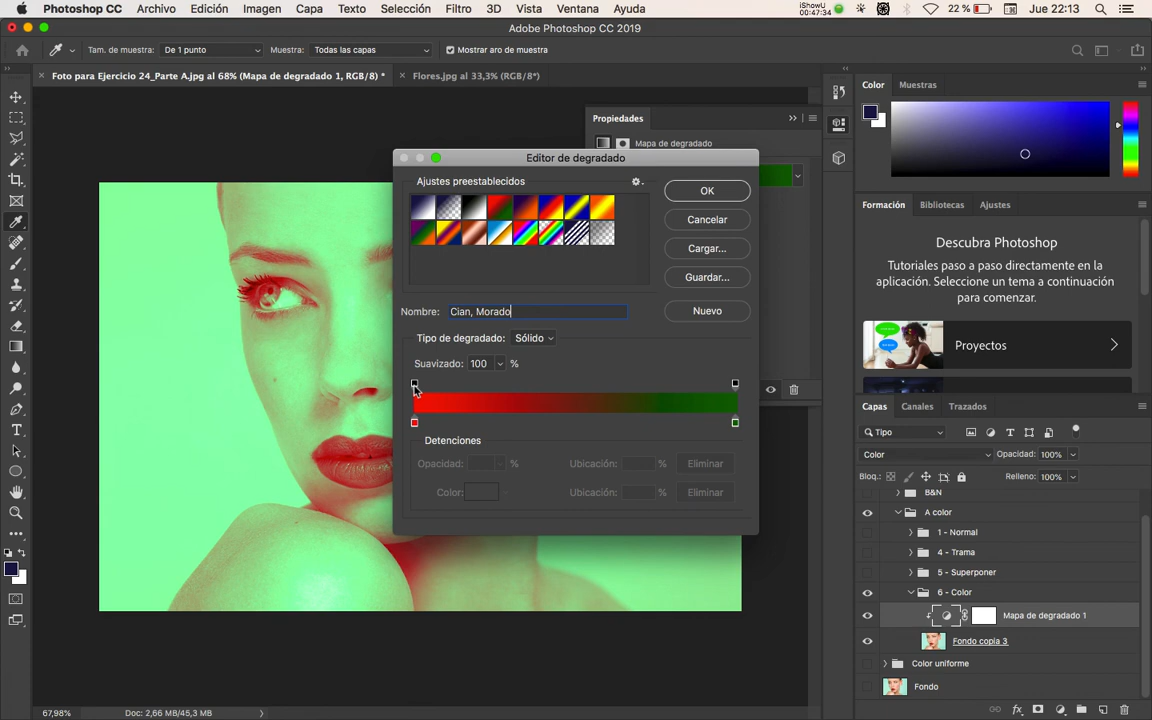 Photoshop CC Archivo Edición Imagen Capa Texto Selección Filtro 3D Vista Ventana Ayuda iShowU 00:47:34 22 % Jue 22:13
Adobe Photoshop CC 2019
Tam. de muestra: De 1 punto Muestra: Todas las capas Mostrar aro de muestra
Foto para Ejercicio 24_Parte A.jpg al 68% (Mapa de degradado 1, RGB/8) * Flores.jpg al 33,3% (RGB/8*)
Color Muestras
Propiedades
Mapa de degradado
Editor de degradado
Ajustes preestablecidos
OK
Cancelar
Cargar...
Guardar...
Nombre: Cian, Morado
Nuevo
Tipo de degradado: Sólido
Suavizado: 100 %
Detenciones
Opacidad: % Ubicación: % Eliminar
Color: Ubicación: % Eliminar
Formación Bibliotecas Ajustes
Descubra Photoshop
Tutoriales paso a paso directamente en la
aplicación. Elija un tema a continuación
para comenzar.
Proyectos
Capas Canales Trazados
Tipo
Color Opacidad: 100%
Bloq.: Relleno: 100%
B&N
A color
1 - Normal
4 - Trama
5 - Superponer
6 - Color
Mapa de degradado 1
Fondo copia 3
Color uniforme
Fondo
67,98% Doc: 2,66 MB/45,3 MB